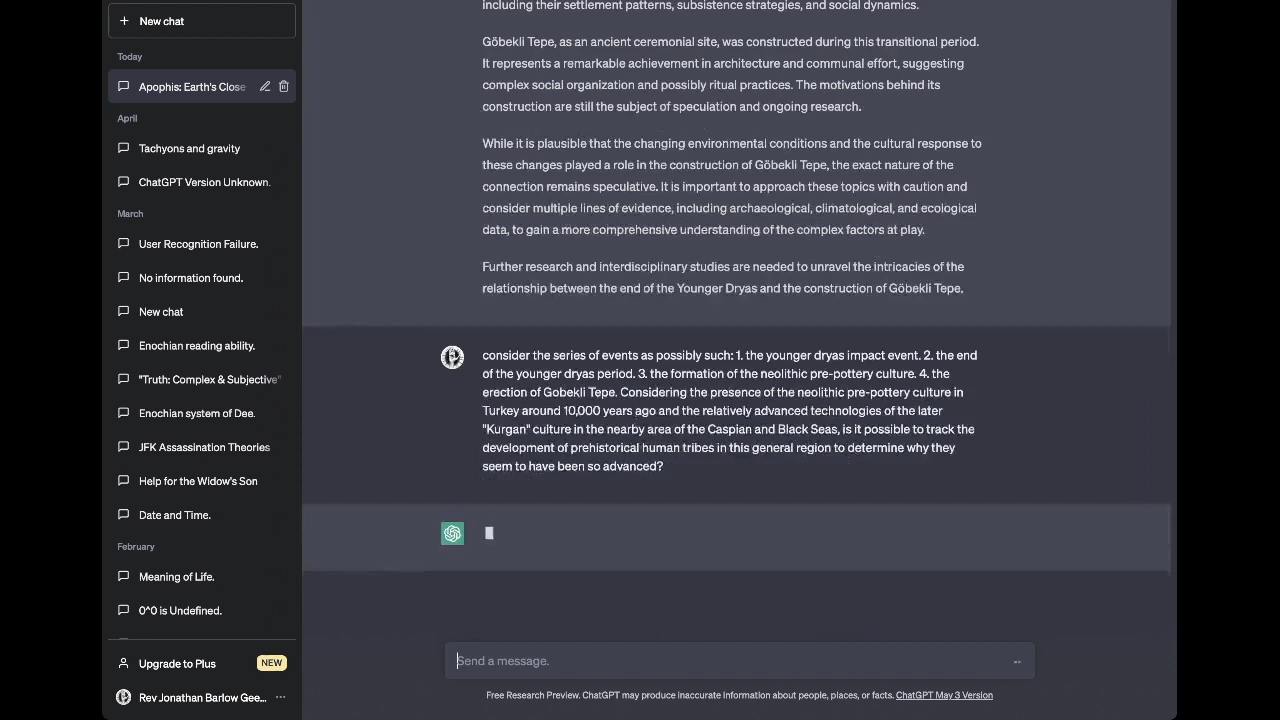 New chat
Today
Apophis: Earth's Close
April
Tachyons and gravity
ChatGPT Version Unknown.
March
User Recognition Failure.
No information found.
New chat
Enochian reading ability.
"Truth: Complex & Subjective"
Enochian system of Dee.
JFK Assassination Theories
Help for the Widow's Son
Date and Time.
February
Meaning of Life.
0^0 is Undefined.
Upgrade to Plus NEW
Rev Jonathan Barlow Gee...
including their settlement patterns, subsistence strategies, and social dynamics.
Göbekli Tepe, as an ancient ceremonial site, was constructed during this transitional period.
It represents a remarkable achievement in architecture and communal effort, suggesting
complex social organization and possibly ritual practices. The motivations behind its
construction are still the subject of speculation and ongoing research.
While it is plausible that the changing environmental conditions and the cultural response to
these changes played a role in the construction of Göbekli Tepe, the exact nature of the
connection remains speculative. It is important to approach these topics with caution and
consider multiple lines of evidence, including archaeological, climatological, and ecological
data, to gain a more comprehensive understanding of the complex factors at play.
Further research and interdisciplinary studies are needed to unravel the intricacies of the
relationship between the end of the Younger Dryas and the construction of Göbekli Tepe.
consider the series of events as possibly such: 1. the younger dryas impact event. 2. the end
of the younger dryas period. 3. the formation of the neolithic pre-pottery culture. 4. the
erection of Gobekli Tepe. Considering the presence of the neolithic pre-pottery culture in
Turkey around 10,000 years ago and the relatively advanced technologies of the later
"Kurgan" culture in the nearby area of the Caspian and Black Seas, is it possible to track the
development of prehistorical human tribes in this general region to determine why they
seem to have been so advanced?
Send a message.
Free Research Preview. ChatGPT may produce inaccurate information about people, places, or facts. ChatGPT May 3 Version